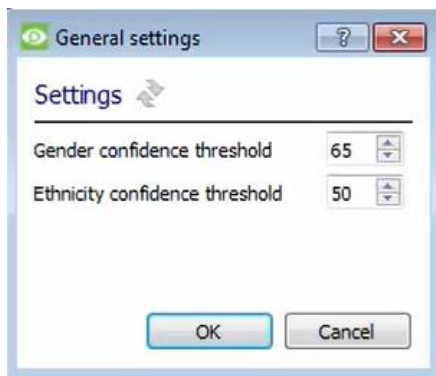 General settings
Settings
Gender confidence threshold 65
Ethnicity confidence threshold 50
OK Cancel